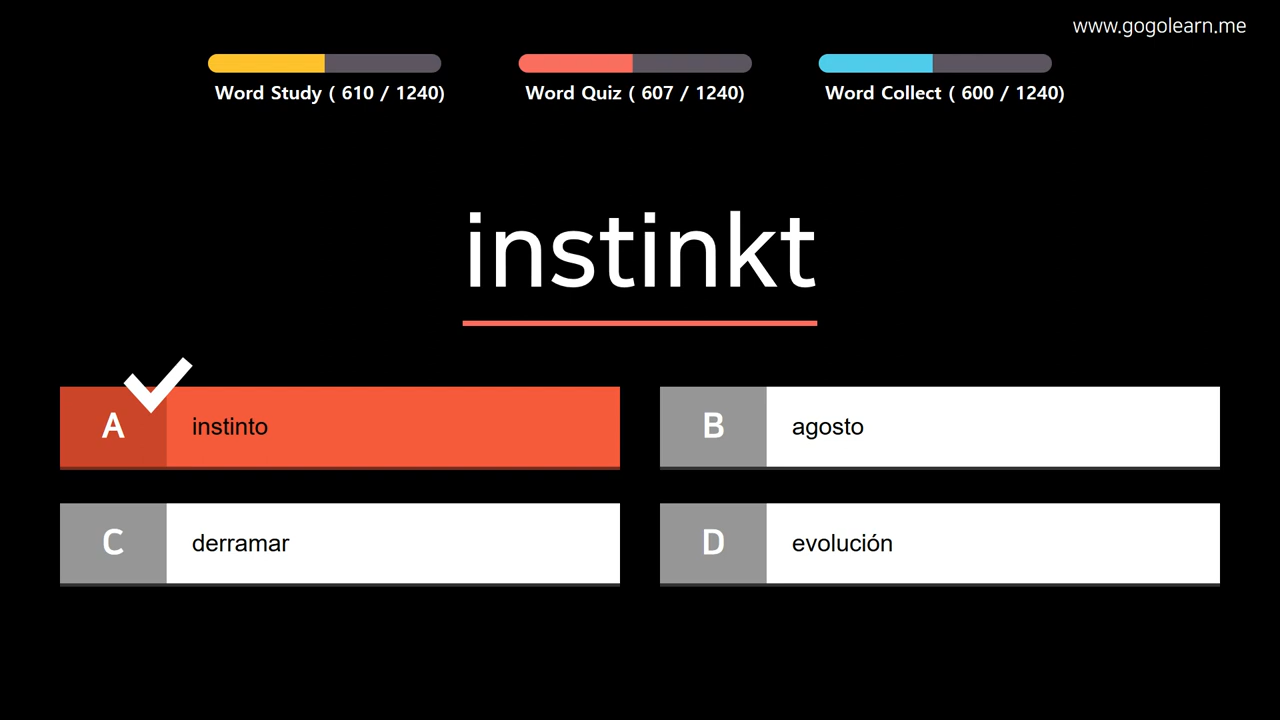 www.gogolearn.me
Word Study ( 610 / 1240)
Word Quiz ( 607 / 1240)
Word Collect ( 600 / 1240)
instinkt
A
instinto
B
agosto
C
derramar
D
evolución